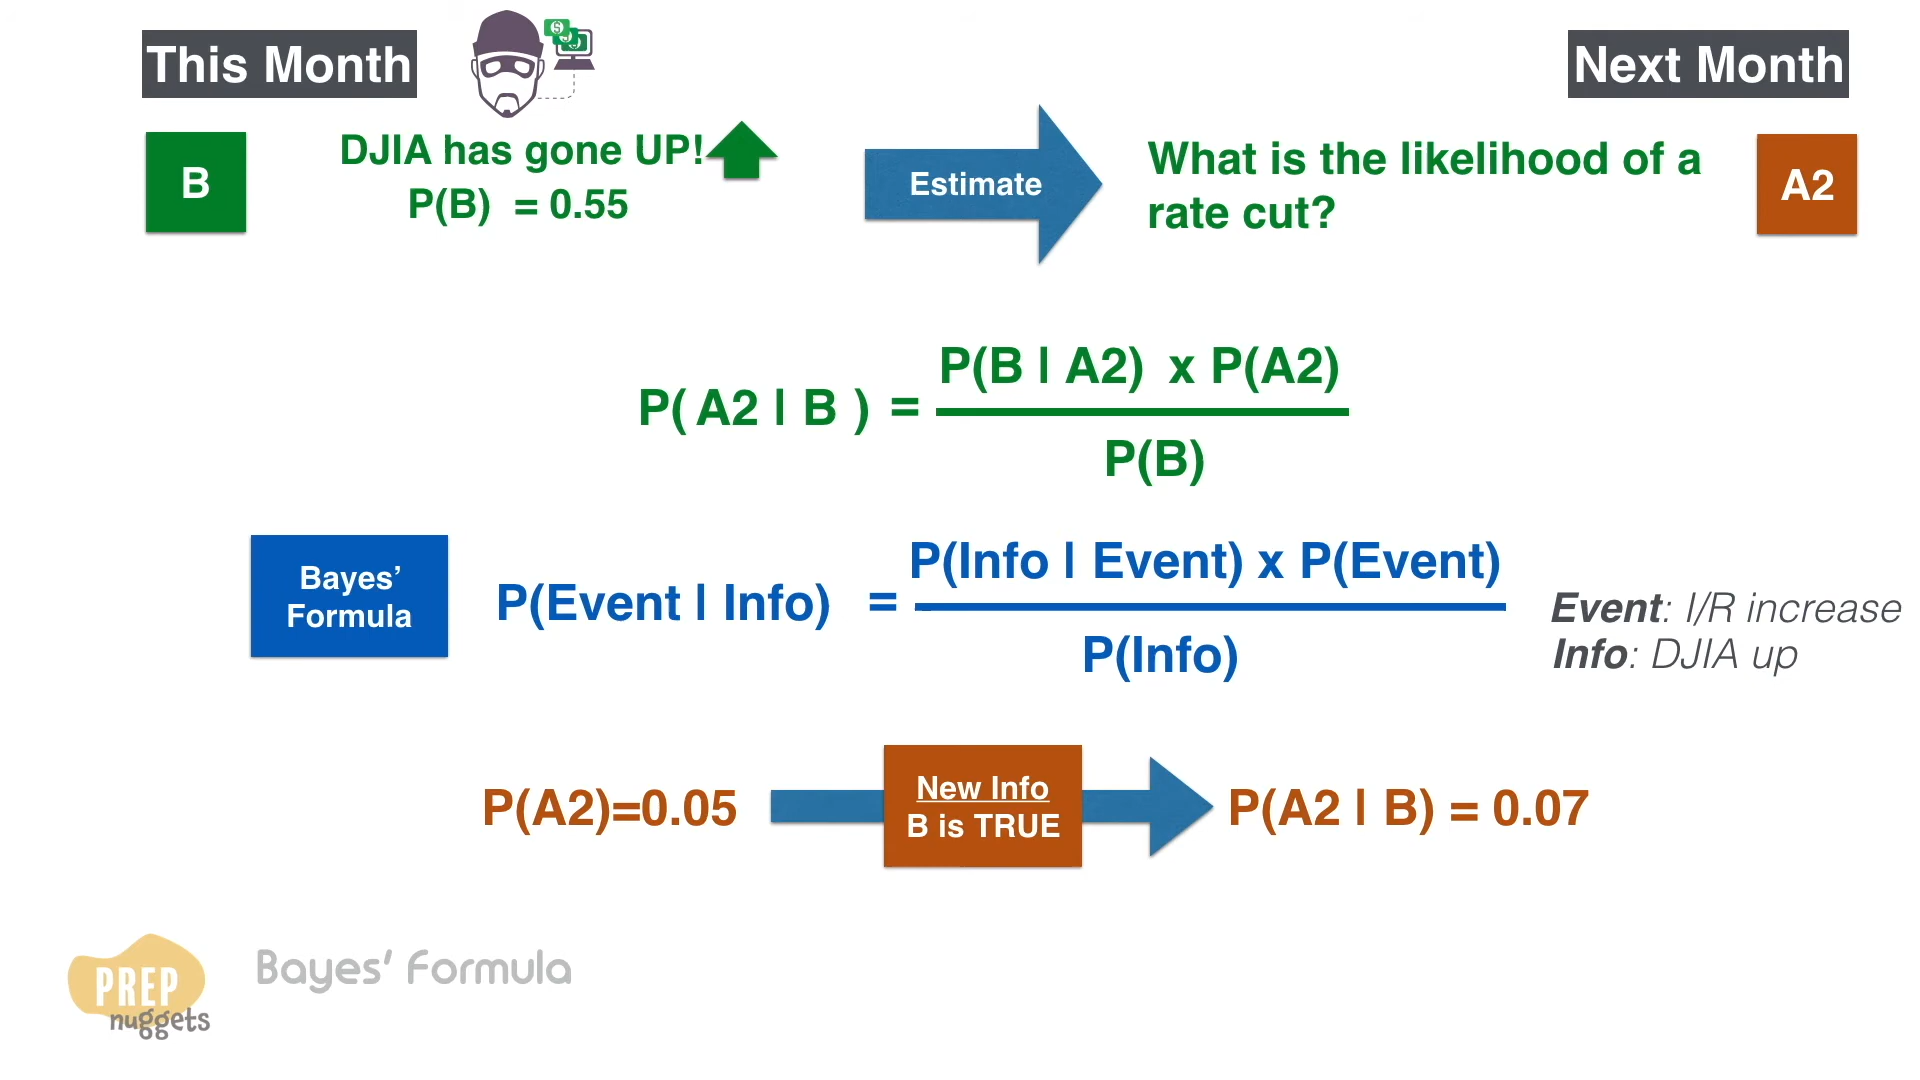 This Month
Next Month
B
DJIA has gone UP!
P(B) = 0.55
Estimate
What is the likelihood of a
rate cut?
A2
P( A2 | B ) =
P(B | A2) x P(A2)
P(B)
Bayes’
Formula
P(Event | Info) =
P(Info | Event) x P(Event)
P(Info)
Event: I/R increase
Info: DJIA up
P(A2)=0.05
New Info
B is TRUE
P(A2 | B) = 0.07
PREP
nuggets
Bayes’ Formula